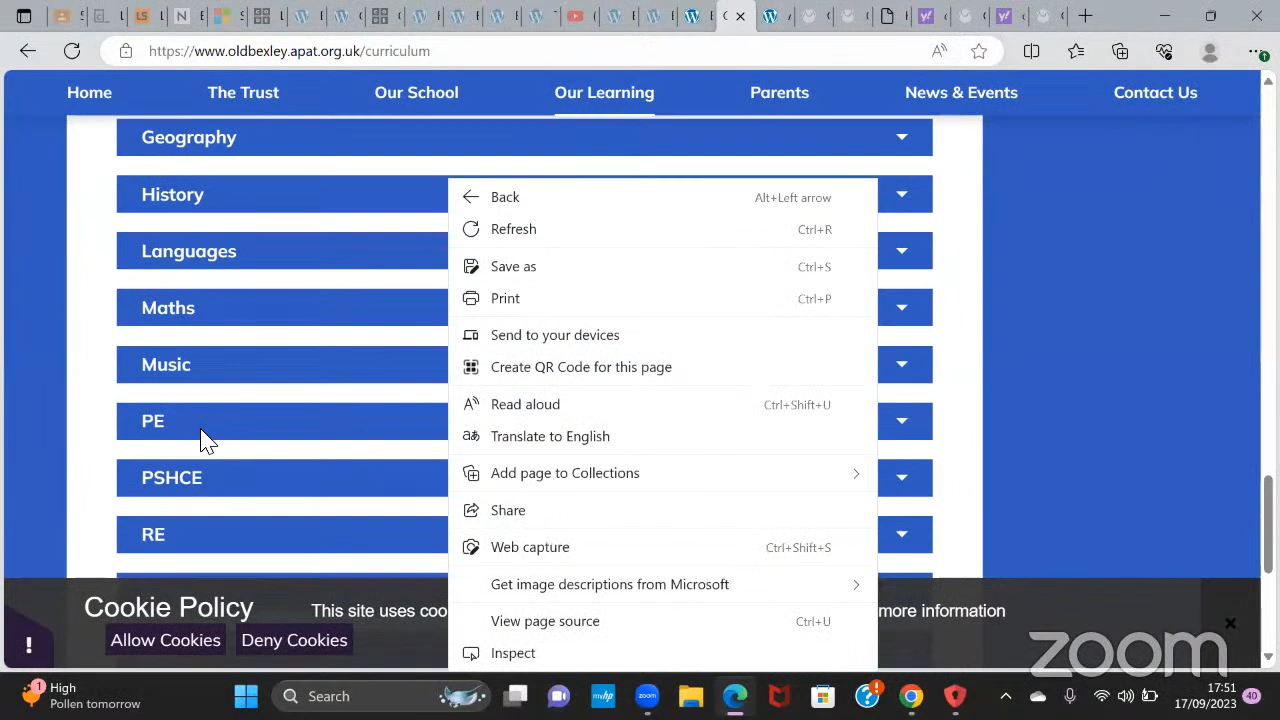 https://www.oldbexley.apat.org.uk/curriculum
Home The Trust Our School Our Learning Parents News & Events Contact Us
Geography
History
Languages
Maths
Music
PE
PSHCE
RE
Back Alt+Left arrow
Refresh Ctrl+R
Save as Ctrl+S
Print Ctrl+P
Send to your devices
Create QR Code for this page
Read aloud Ctrl+Shift+U
Translate to English
Add page to Collections
Share
Web capture Ctrl+Shift+S
Get image descriptions from Microsoft
View page source Ctrl+U
Inspect
Cookie Policy This site uses coo more information
Allow Cookies Deny Cookies
zoom
High
Pollen tomorrow
Search
17:51
17/09/2023
40